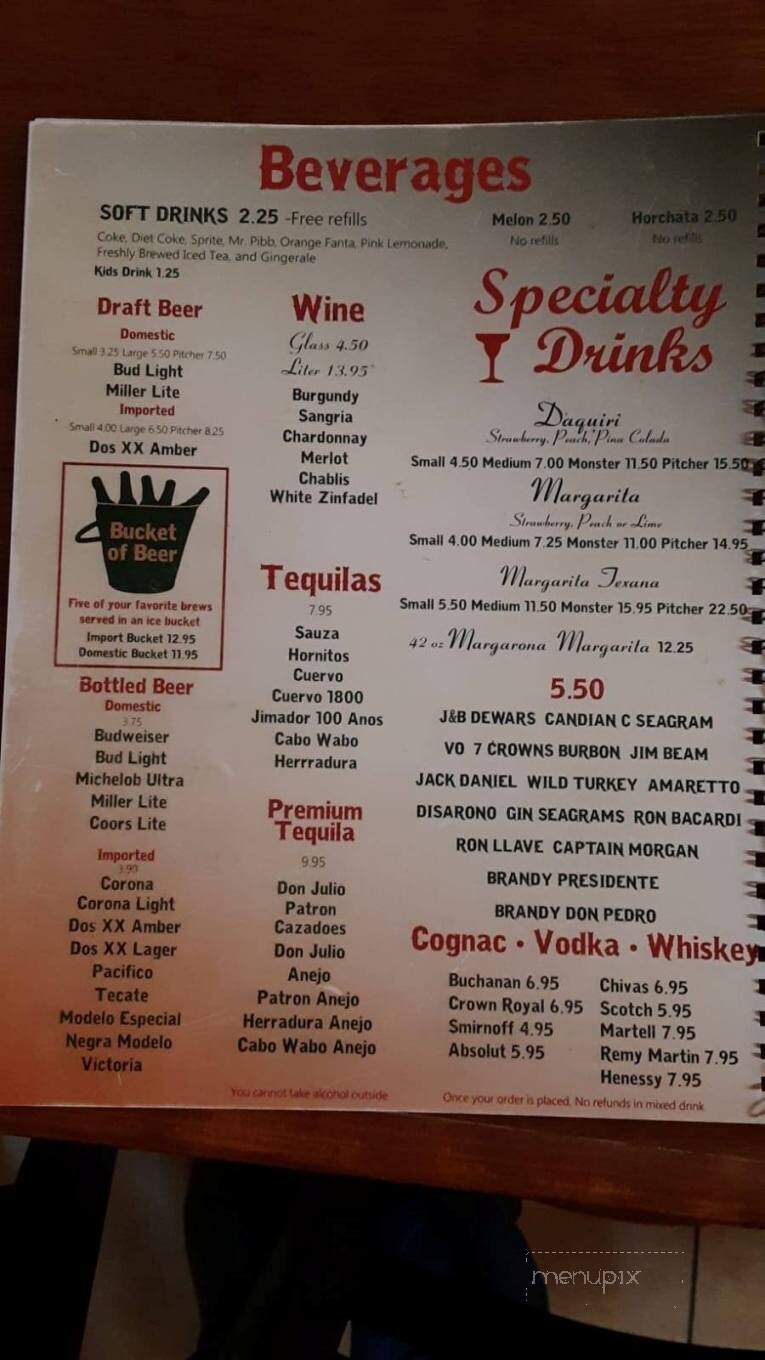 Beverages
SOFT DRINKS 2.25 -Free refills
Coke, Diet Coke, Sprite, Mr. Pibb, Orange Fanta, Pink Lemonade,
Freshly Brewed Iced Tea, and Gingerale
Kids Drink 1.25
Melon 2.50
No refills
Horchata 2.50
No refills
Draft Beer
Domestic
Small 3.25 Large 5.50 Pitcher 7.50
Bud Light
Miller Lite
Imported
Small 4.00 Large 6.50 Pitcher 8.25
Dos XX Amber
Bucket
of Beer
Five of your favorite brews
served in an ice bucket
Import Bucket 12.95
Domestic Bucket 11.95
Bottled Beer
Domestic
3.75
Budweiser
Bud Light
Michelob Ultra
Miller Lite
Coors Lite
Imported
3.90
Corona
Corona Light
Dos XX Amber
Dos XX Lager
Pacifico
Tecate
Modelo Especial
Negra Modelo
Victoria
Wine
Glass 4.50
Liter 13.95
Burgundy
Sangria
Chardonnay
Merlot
Chablis
White Zinfadel
Tequilas
7.95
Sauza
Hornitos
Cuervo
Cuervo 1800
Jimador 100 Anos
Cabo Wabo
Herrradura
Premium
Tequila
9.95
Don Julio
Patron
Cazadoes
Don Julio
Anejo
Patron Anejo
Herradura Anejo
Cabo Wabo Anejo
You cannot take alcohol outside
Specialty
Drinks
Daquiri
Strawberry, Peach, Pina Colada
Small 4.50 Medium 7.00 Monster 11.50 Pitcher 15.50
Margarita
Strawberry, Peach or Lime
Small 4.00 Medium 7.25 Monster 11.00 Pitcher 14.95
Margarita Texana
Small 5.50 Medium 11.50 Monster 15.95 Pitcher 22.50
42 oz Margarona Margarita 12.25
5.50
J&B DEWARS CANDIAN C SEAGRAM
VO 7 CROWNS BURBON JIM BEAM
JACK DANIEL WILD TURKEY AMARETTO
DISARONO GIN SEAGRAMS RON BACARDI
RON LLAVE CAPTAIN MORGAN
BRANDY PRESIDENTE
BRANDY DON PEDRO
Cognac • Vodka • Whiskey
Buchanan 6.95
Crown Royal 6.95
Smirnoff 4.95
Absolut 5.95
Chivas 6.95
Scotch 5.95
Martell 7.95
Remy Martin 7.95
Henessy 7.95
Once your order is placed, No refunds in mixed drink
menupix